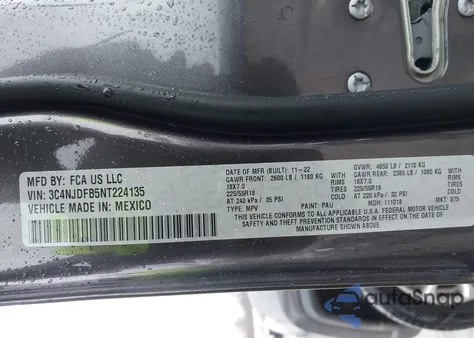 MFD BY: FCA US LLC
VIN: 3C4NJDFB5NT224135
VEHICLE MADE IN: MEXICO
DATE OF MFR (BUILT): 11-22
GAWR FRONT: 2600 LB / 1180 KG
18X7.0
225/55R18
COLD AT 240 kPa / 35 PSI
TYPE: MPV
PAINT: PAU
GVWR: 4650 LB / 2110 KG
GAWR REAR: 2380 LB / 1080 KG
18X7.0
225/55R18
COLD AT 220 kPa / 32 PSI
MDH: 111018
MKT: 875
THIS VEHICLE CONFORMS TO ALL APPLICABLE U.S.A. FEDERAL MOTOR VEHICLE
SAFETY, BUMPER, AND THEFT PREVENTION STANDARDS IN EFFECT ON THE DATE OF
MANUFACTURE SHOWN ABOVE.
autoSnap